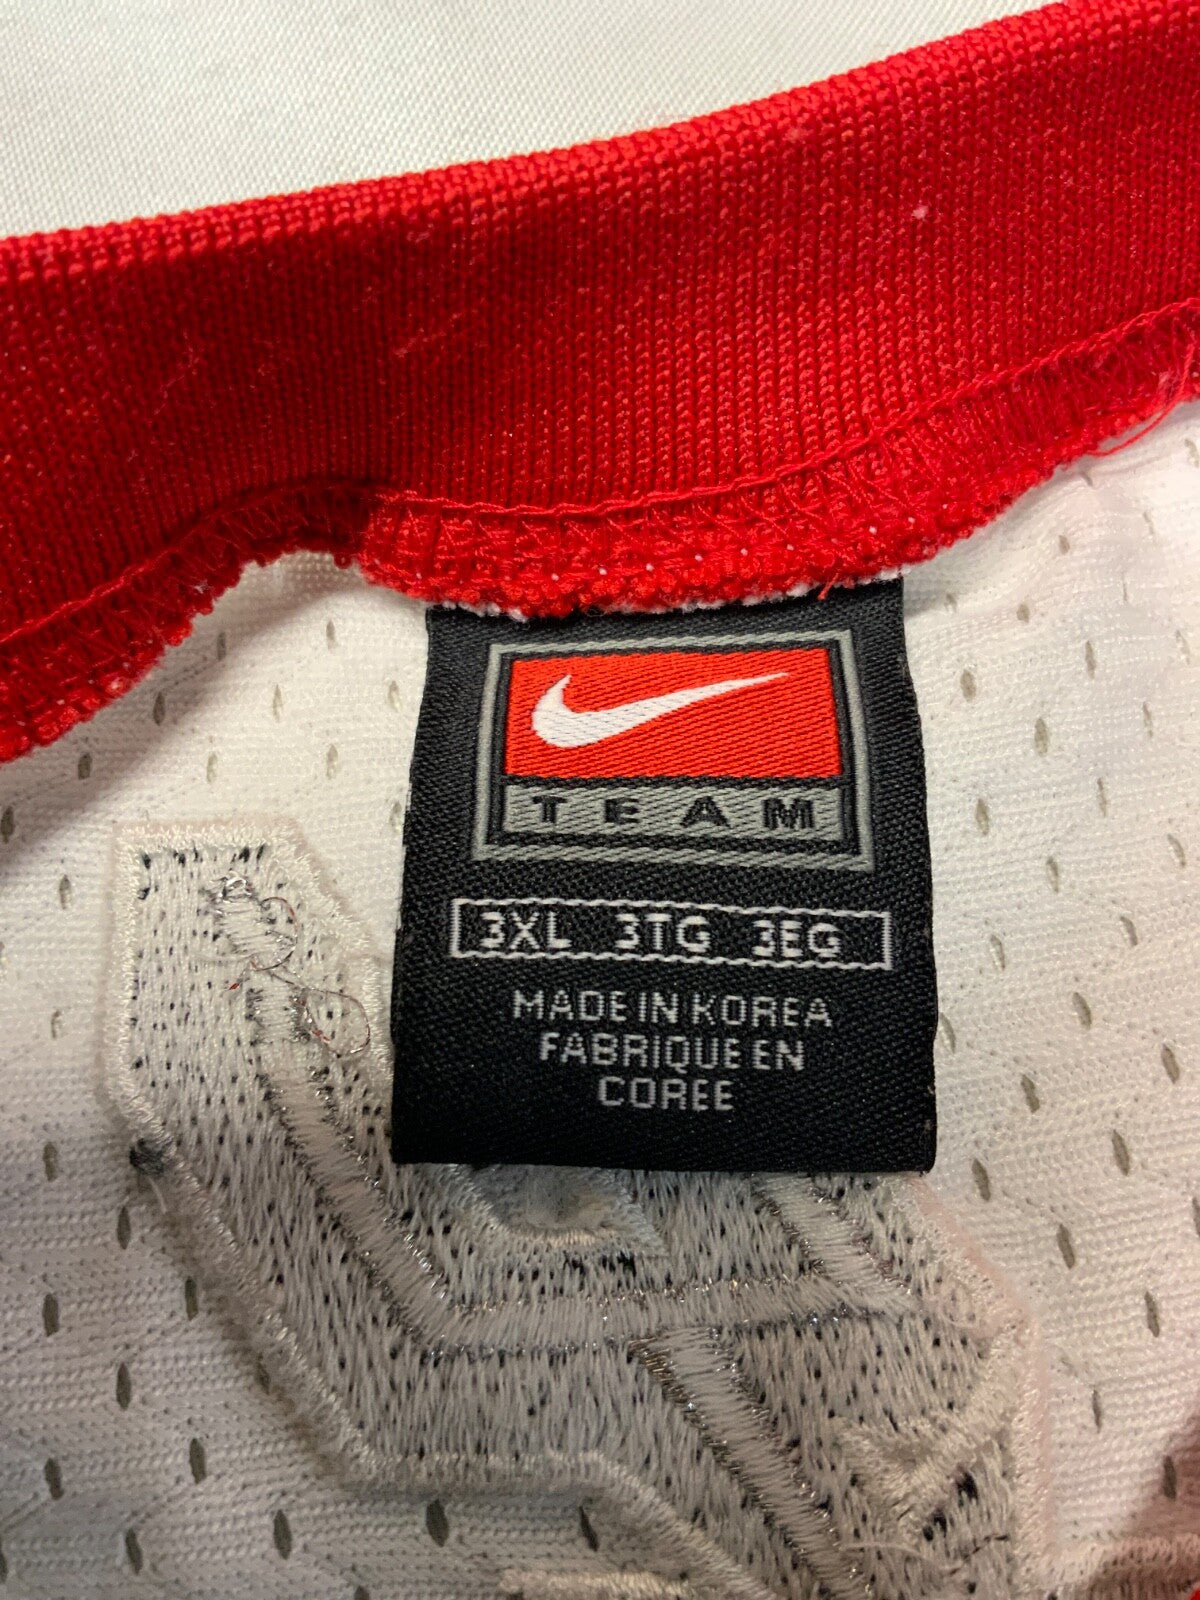 TEAM
3XL 3TG 3EG
MADE IN KOREA
FABRIQUE EN
COREE